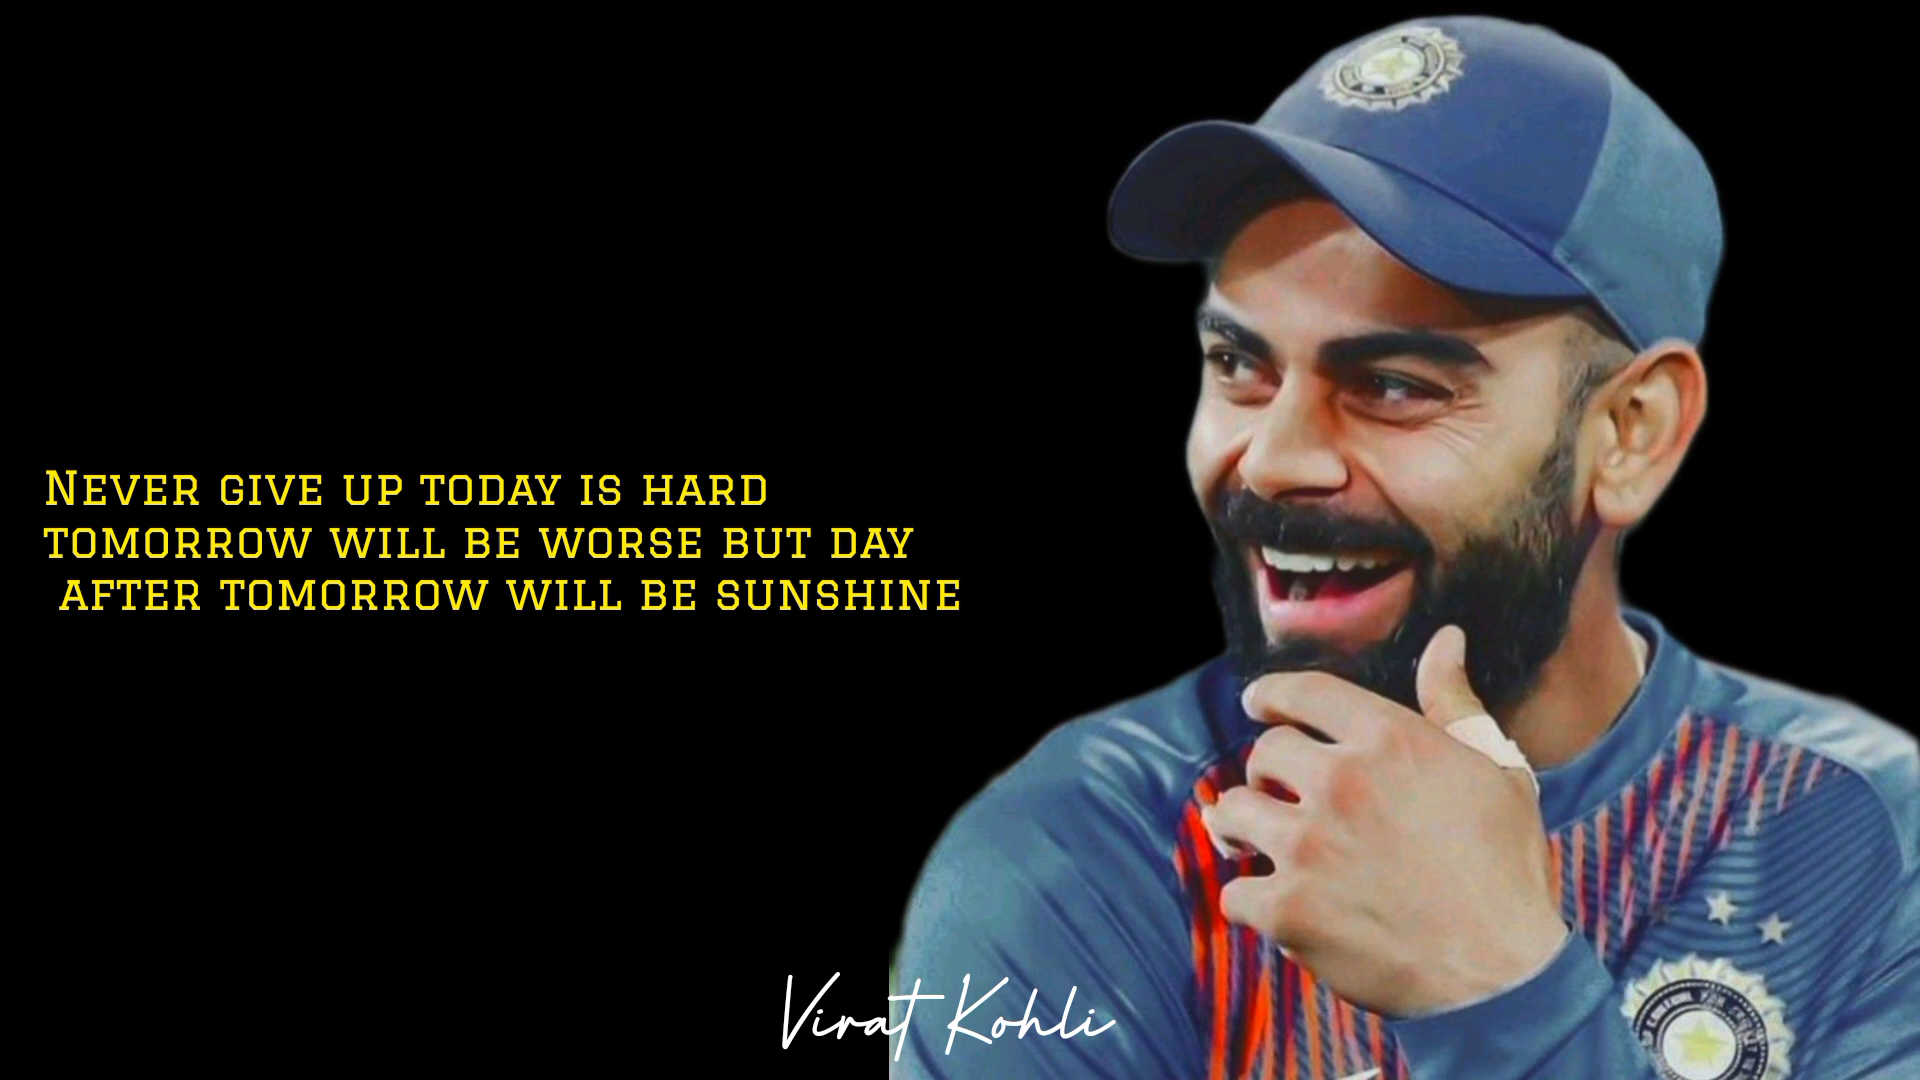 Never give up today is hard
tomorrow will be worse but day
after tomorrow will be sunshine
Virat Kohli